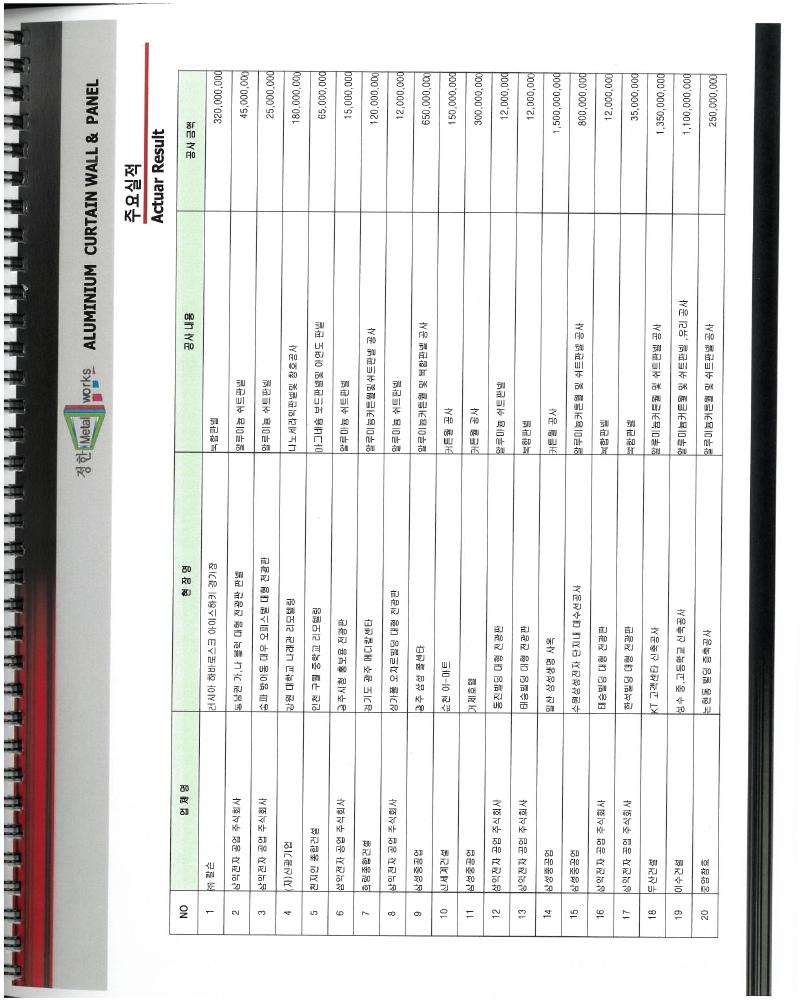 정한 Metal works
ALUMINIUM CURTAIN WALL & PANEL
주요실적
Actuar Result
NO 업 체 명 현 장 명 공사 내용 공사 금액
1 ㈜ 활슨 러시아 하바로스크 아이스하키 경기장 복합판넬 320,000,000
2 삼익전자 공업 주식회사 동남권 가,나 블럭 대형 전광판 판넬 알루미늄 쉬트판넬 45,000,000
3 삼익전자 공업 주식회사 송파 방이동 대우 오피스텔 대형 전광판 알루미늄 쉬트판넬 25,000,000
4 (자)신광기업 강원 대학교 나래관 리모델링 나노세라믹판넬및 창호공사 180,000,000
5 천지인 종합건설 인천 구월 중학교 리모델링 마그내슘 보드판넬및 아연도 판넬 65,000,000
6 삼익전자 공업 주식회사 광주시청 홍보용 전광판 알루미늄 쉬트판넬 15,000,000
7 효림종합건설 경기도 광주 메디칼센타 알루미늄커튼월및쉬트판넬 공사 120,000,000
8 삼익전자 공업 주식회사 싱가폴 오차르빌딩 대형 전광판 알루미늄 쉬트판넬 12,000,000
9 삼성중공업 광주 삼성 콜센타 알루미늄커튼월 및 복합판넬 공사 650,000,000
10 신세계건설 순천 이-마트 커튼월 공사 150,000,000
11 삼성중공업 거제호텔 커튼월 공사 300,000,000
12 삼익전자 공업 주식회사 동진빌딩 대형 전광판 알루미늄 쉬트판넬 12,000,000
13 삼익전자 공업 주식회사 태승빌딩 대형 전광판 복합판넬 12,000,000
14 삼성중공업 일산 삼성생명 사옥 커튼월 공사 1,500,000,000
15 삼성중공업 수원삼성전자 단지내 대수선공사 알루미늄커튼월 및 쉬트판넬 공사 800,000,000
16 삼익전자 공업 주식회사 태승빌딩 대형 전광판 복합판넬 12,000,000
17 삼익전자 공업 주식회사 한석빌딩 대형 전광판 복합판넬 35,000,000
18 두산건설 KT 고객센타 신축공사 알루미늄커튼월 및 쉬트판넬 공사 1,350,000,000
19 이수건설 성수 중.고등학교 신축공사 알루미늄커튼월 및 쉬트판넬 ,유리 공사 1,100,000,000
20 중앙창호 논현동 빌딩 증축공사 알루미늄커튼월 및 쉬트판넬 공사 250,000,000